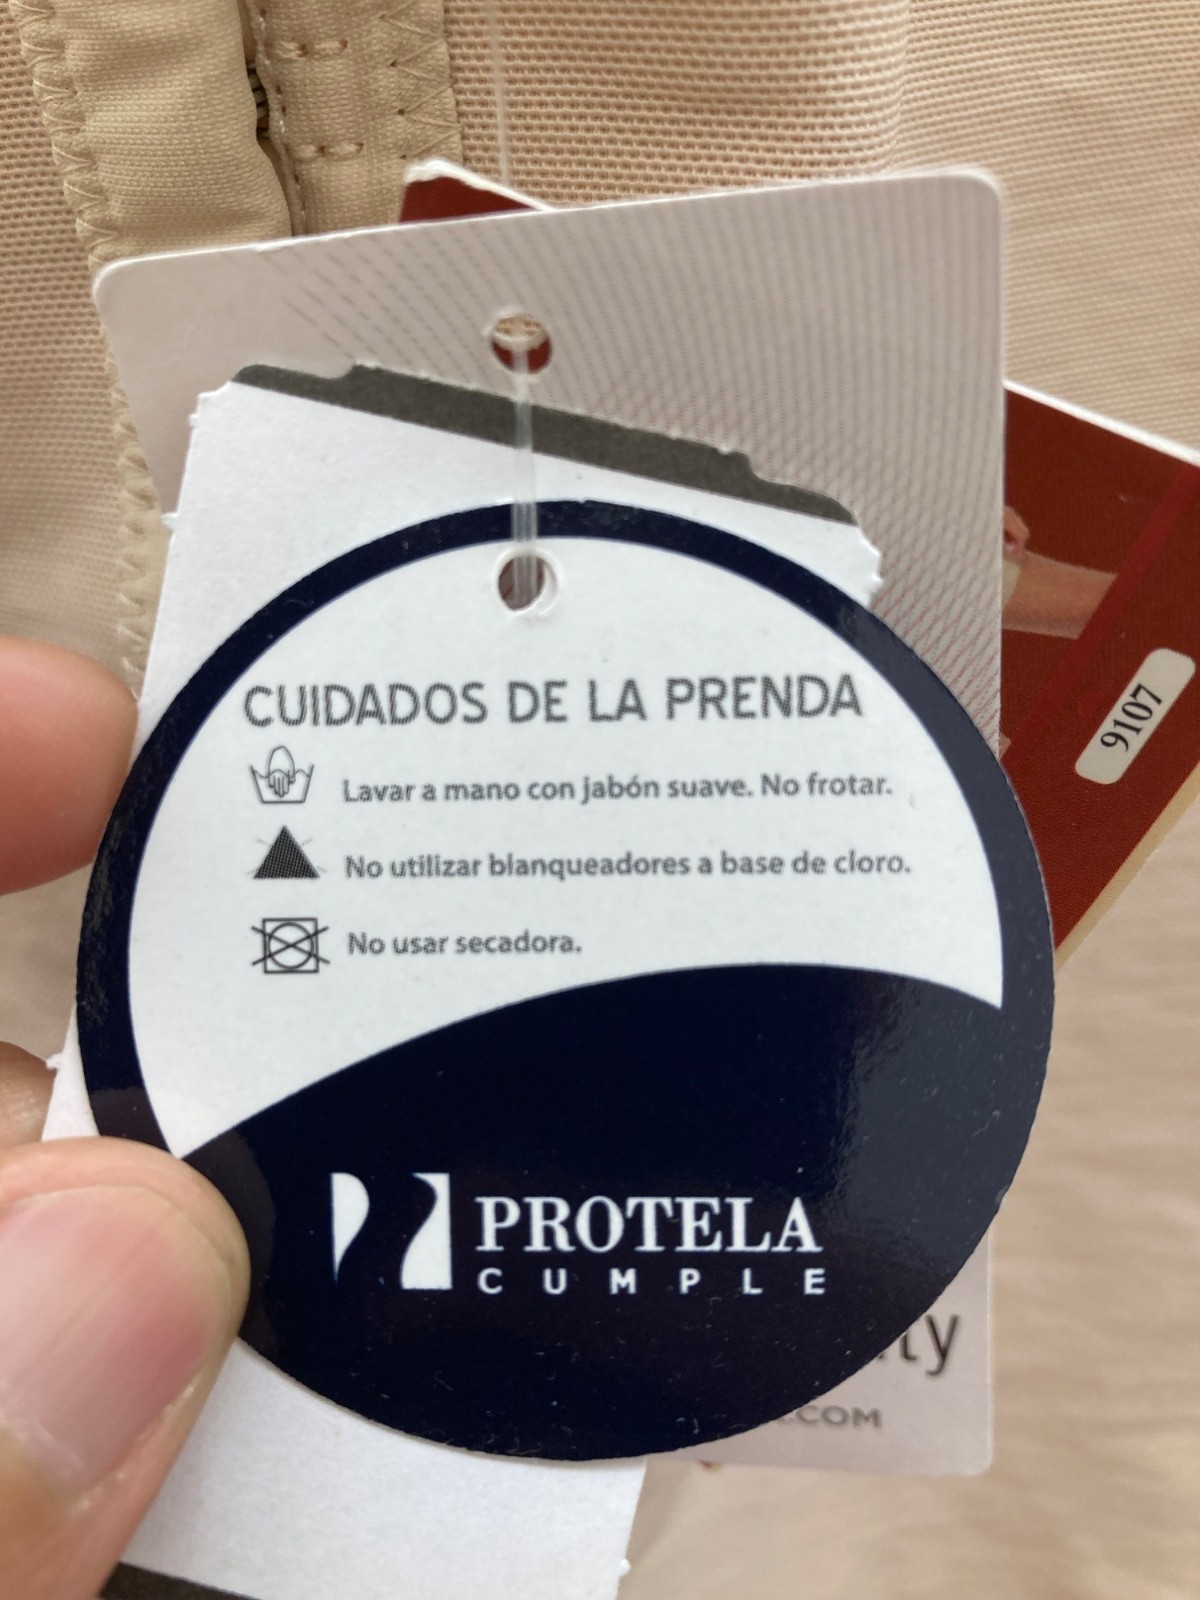 CUIDADOS DE LA PRENDA
Lavar a mano con jabón suave. No frotar.
No utilizar blanqueadores a base de cloro.
No usar secadora.
PROTELA
CUMPLE
9107
.COM